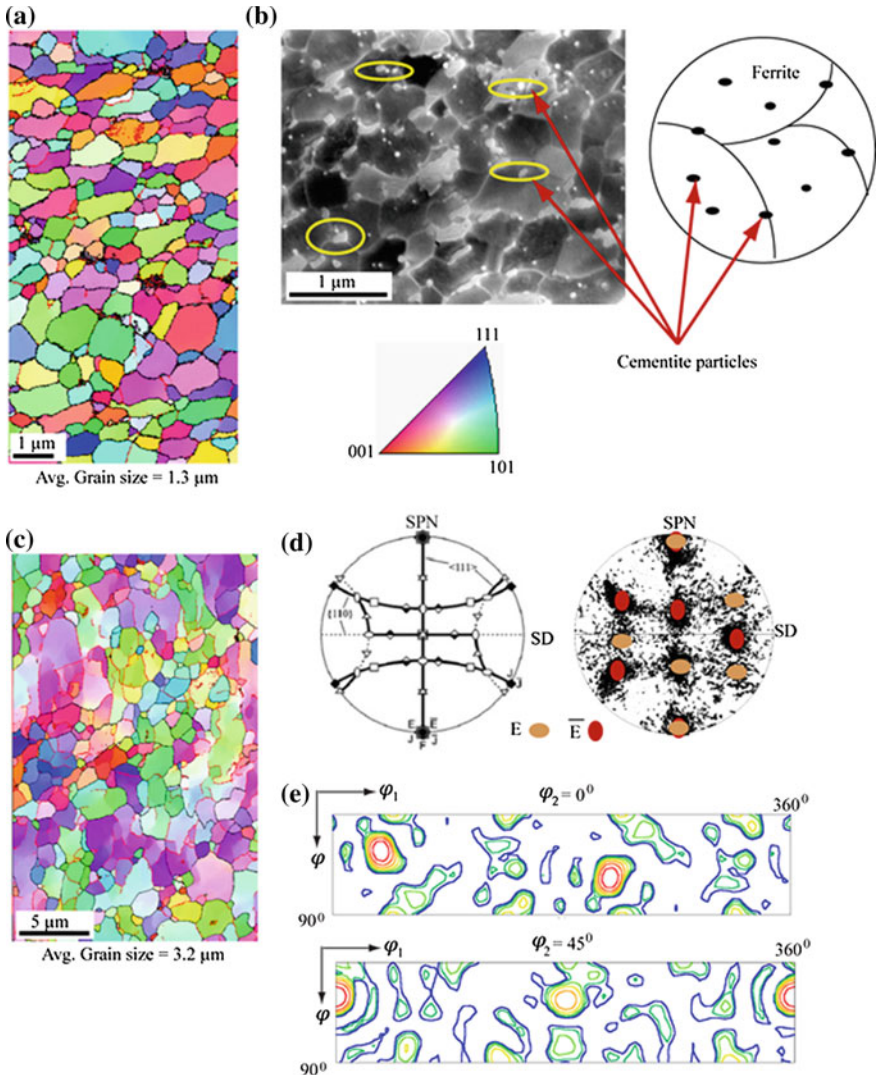 (a)
1 μm
Avg. Grain size = 1.3 μm
(b)
1 μm
Ferrite
Cementite particles
111
001
101
(c)
5 μm
Avg. Grain size = 3.2 μm
(d)
SPN
<111>
{110}
SD
J
J
E E
J F J
SPN
SD
E
E
(e)
φ1
φ2 = 0⁰
360⁰
φ
90⁰
φ1
φ2 = 45⁰
360⁰
φ
90⁰